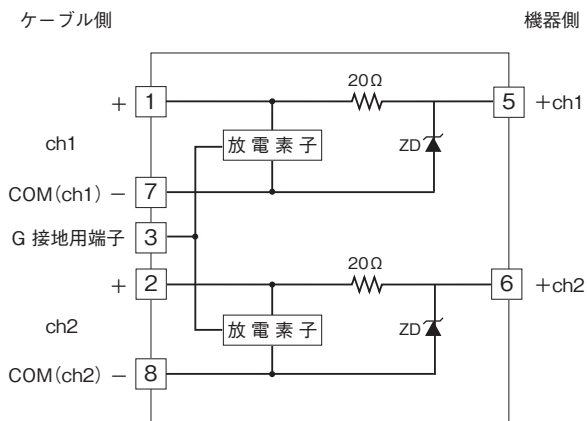 ケーブル側
機器側
+ 1
20Ω
5 +ch1
放電素子
ZD
ch1
COM(ch1) − 7
G 接地用端子 3
+ 2
20Ω
6 +ch2
放電素子
ZD
ch2
COM(ch2) − 8